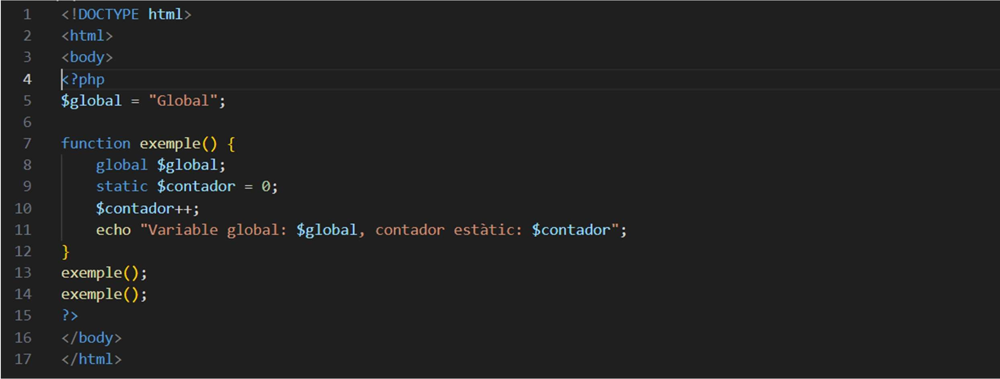 1 <!DOCTYPE html>
2 <html>
3 <body>
4 <?php
5 $global = "Global";
6
7 function exemple() {
8     global $global;
9     static $contador = 0;
10     $contador++;
11     echo "Variable global: $global, contador estàtic: $contador";
12 }
13 exemple();
14 exemple();
15 ?>
16 </body>
17 </html>